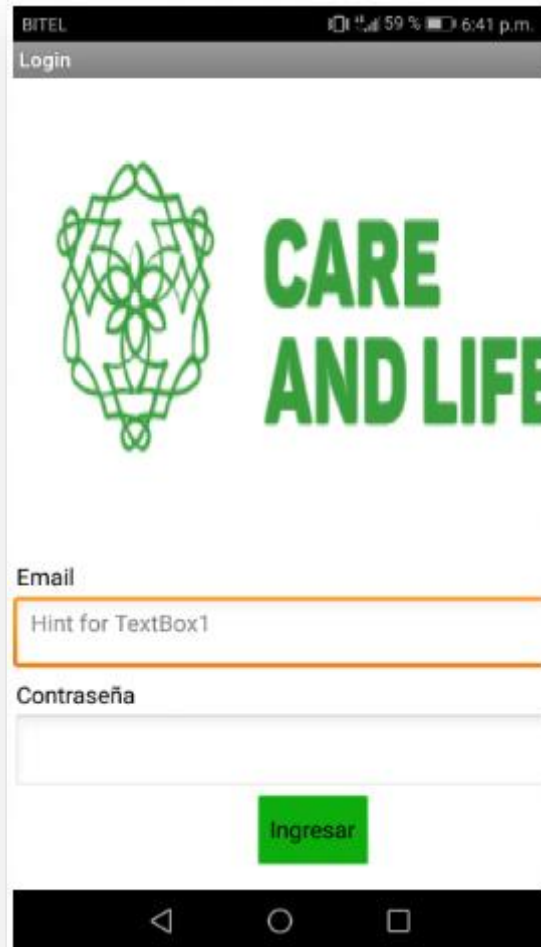 BITEL 59 % 6:41 p.m.
Login
CARE
AND LIFE
Email
Hint for TextBox1
Contraseña
Ingresar